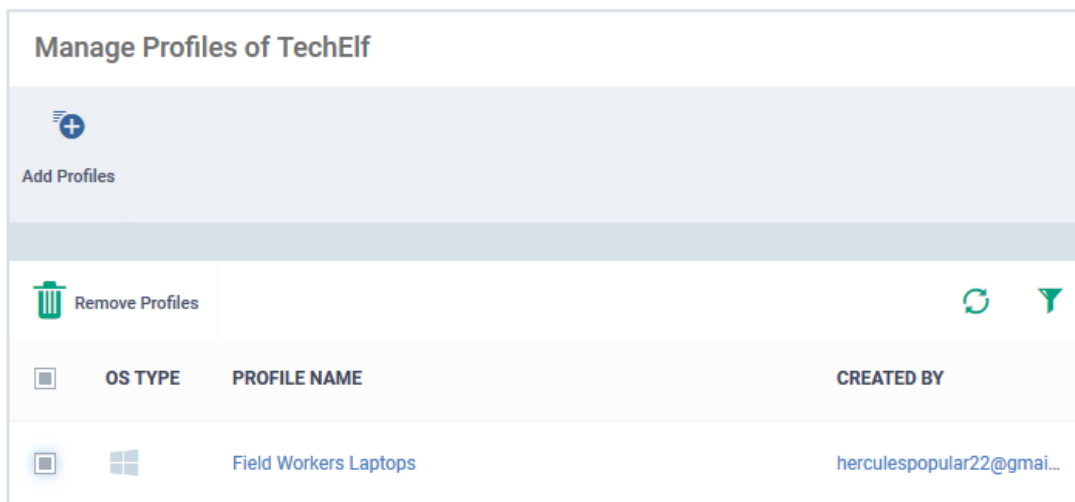 Manage Profiles of TechElf
Add Profiles
Remove Profiles
OS TYPE PROFILE NAME CREATED BY
Field Workers Laptops herculespopular22@gmai...